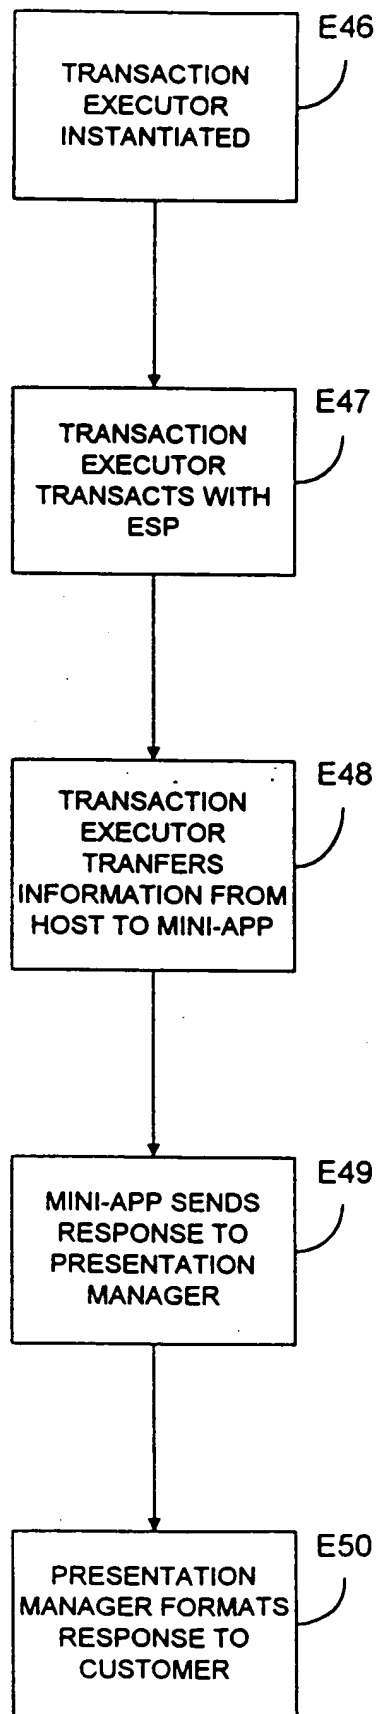 E46
TRANSACTION
EXECUTOR
INSTANTIATED
E47
TRANSACTION
EXECUTOR
TRANSACTS WITH
ESP
E48
TRANSACTION
EXECUTOR
TRANFERS
INFORMATION FROM
HOST TO MINI-APP
E49
MINI-APP SENDS
RESPONSE TO
PRESENTATION
MANAGER
E50
PRESENTATION
MANAGER FORMATS
RESPONSE TO
CUSTOMER